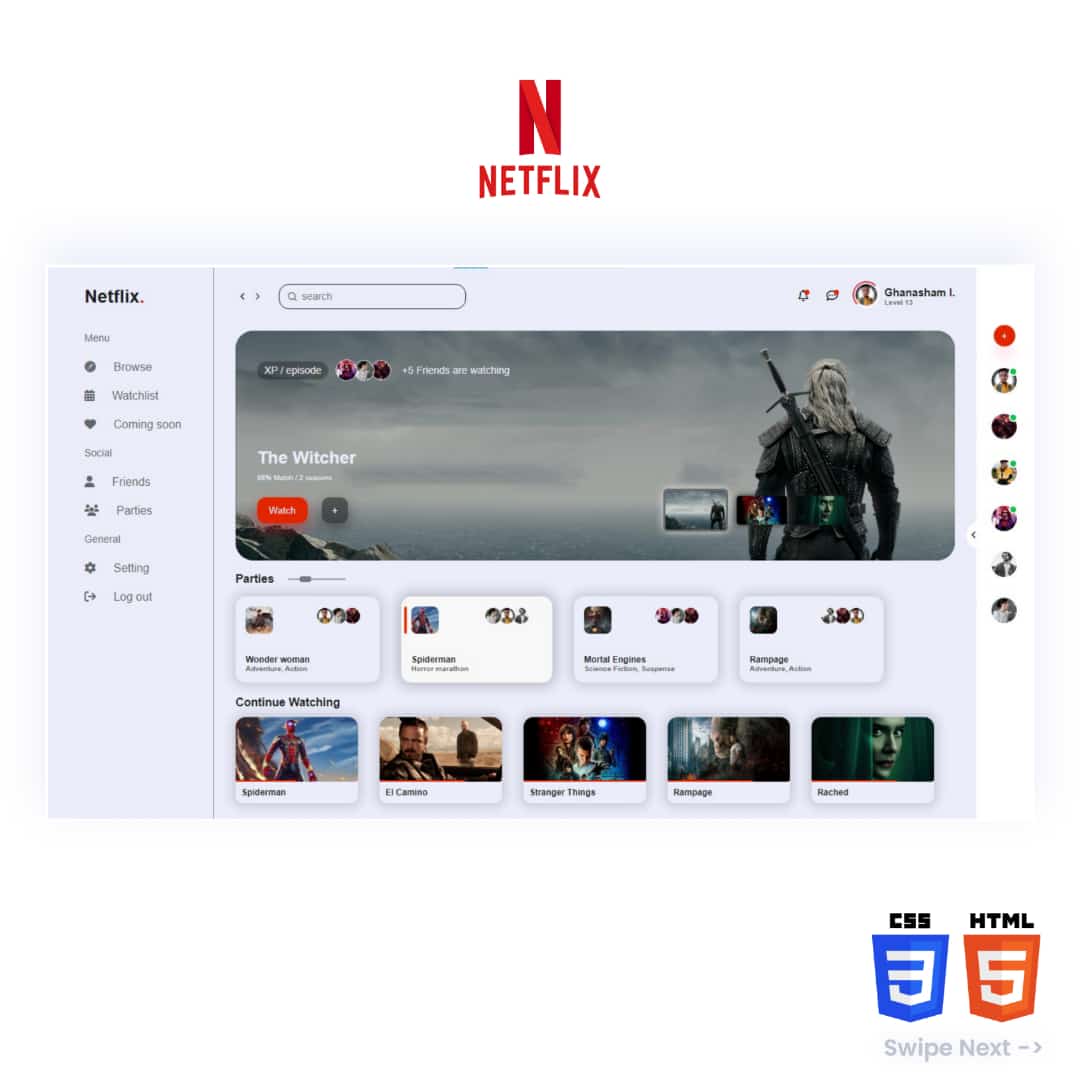 NETFLIX
Netflix.
search
Ghanasham I.
Level 13
Menu
Browse
Watchlist
Coming soon
Social
Friends
Parties
General
Setting
Log out
XP / episode
+5 Friends are watching
The Witcher
Match / 2 seasons
Watch
+
+
Parties
Wonder woman
Adventure, Action
Spiderman
Horror marathon
Mortal Engines
Science Fiction, Suspense
Rampage
Adventure, Action
Continue Watching
Spiderman
El Camino
Stranger Things
Rampage
Rached
CSS
HTML
3
5
Swipe Next ->